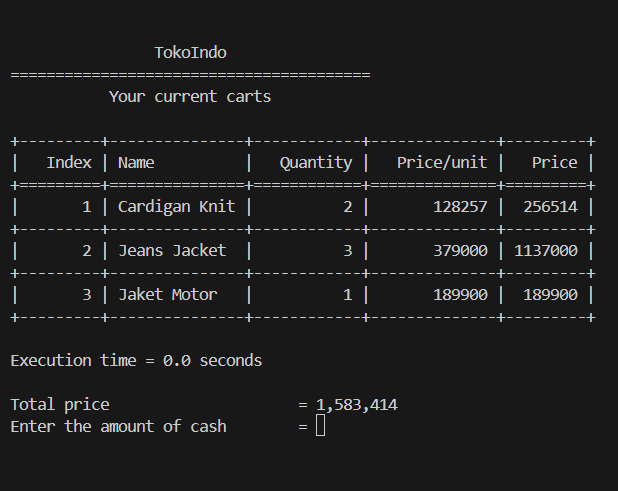 TokoIndo
========================================
Your current carts
+---------+---------------+------------+--------------+---------+
|   Index | Name          |   Quantity |   Price/unit |   Price |
+=========+===============+============+==============+=========+
|       1 | Cardigan Knit |          2 |       128257 |  256514 |
+---------+---------------+------------+--------------+---------+
|       2 | Jeans Jacket  |          3 |       379000 | 1137000 |
+---------+---------------+------------+--------------+---------+
|       3 | Jaket Motor   |          1 |       189900 |  189900 |
+---------+---------------+------------+--------------+---------+
Execution time = 0.0 seconds
Total price                     = 1,583,414
Enter the amount of cash        =